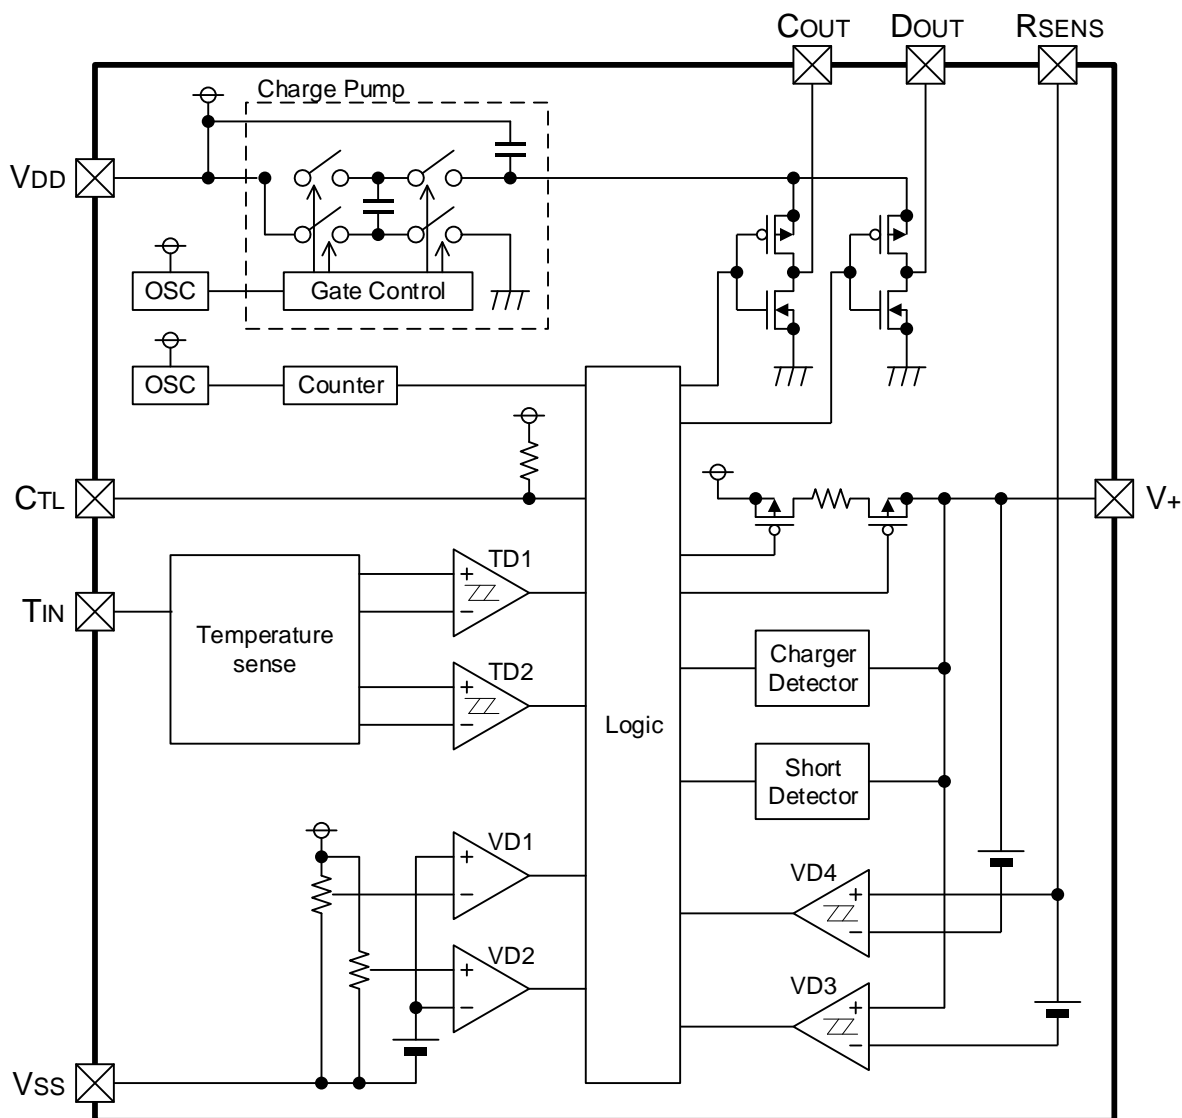 COUT DOUT RSENS
Charge Pump
VDD
OSC
Gate Control
OSC
Counter
CTL
V+
TIN
Temperature
sense
TD1
+
−
TD2
+
−
Logic
Charger
Detector
Short
Detector
VD1
+
−
VD2
+
−
VD4
+
−
VD3
+
−
VSS